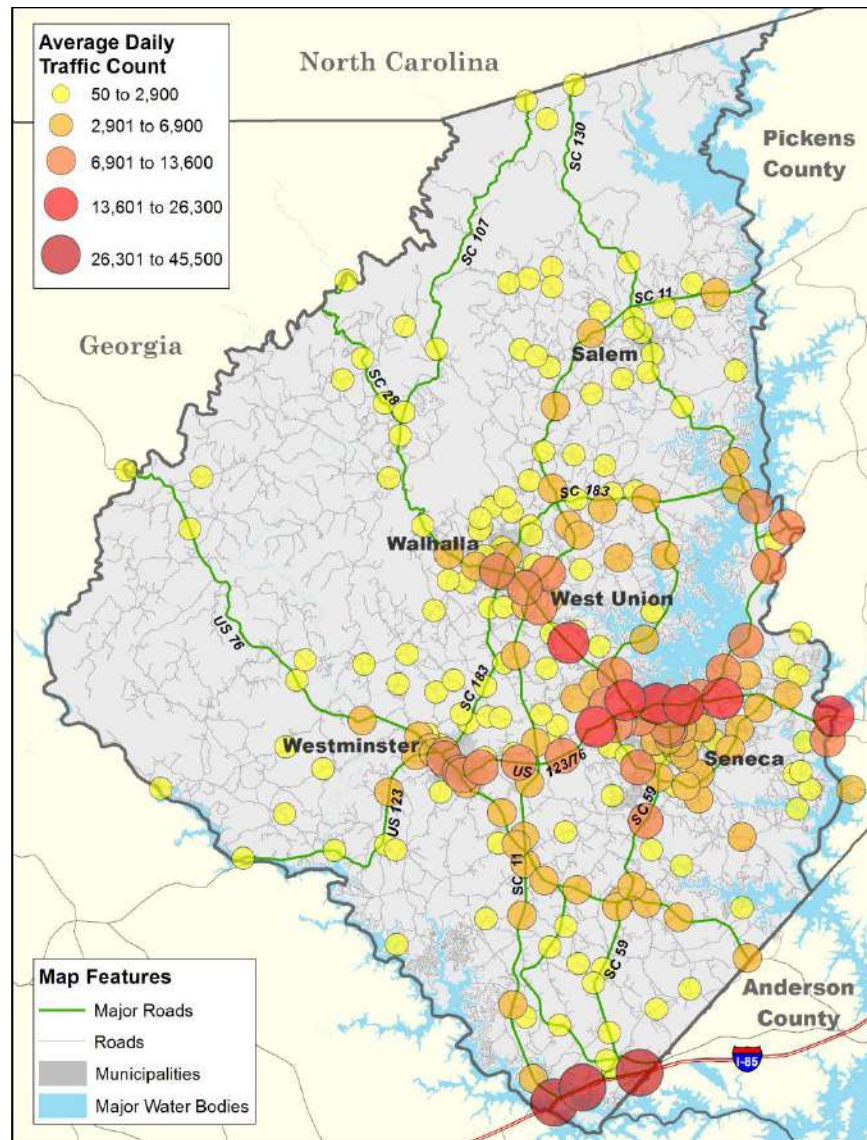 Average Daily
Traffic Count
50 to 2,900
2,901 to 6,900
6,901 to 13,600
13,601 to 26,300
26,301 to 45,500
North Carolina
Pickens
County
SC 130
SC 107
SC 11
Georgia
Salem
SC 28
SC 183
Walhalla
West Union
US 76
SC 183
Westminster
US 123/76
Seneca
US 123
SC 59
SC 11
SC 59
Anderson
County
I-85
Map Features
Major Roads
Roads
Municipalities
Major Water Bodies